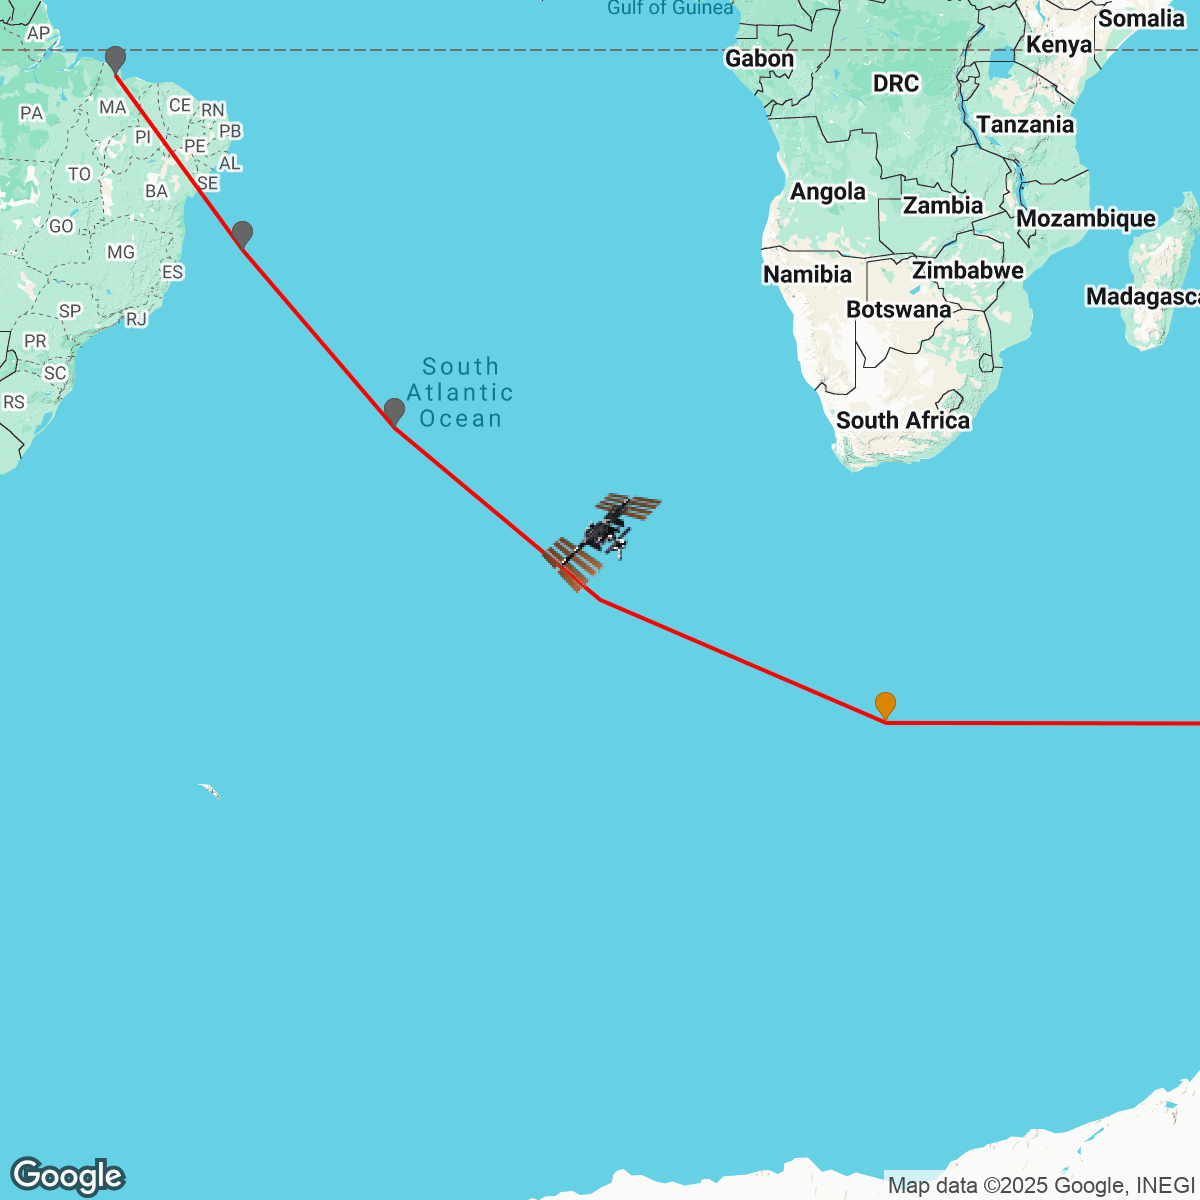 Gulf of Guinea
Somalia
AP
Kenya
Gabon
DRC
MA
CE
RN
PA
Tanzania
PI
PB
PE
AL
TO
SE
BA
Angola
Zambia
Mozambique
GO
MG
ES
Namibia
Zimbabwe
Madagasca
Botswana
SP
RJ
PR
South
Atlantic
Ocean
SC
RS
South Africa
Google
Map data ©2025 Google, INEGI